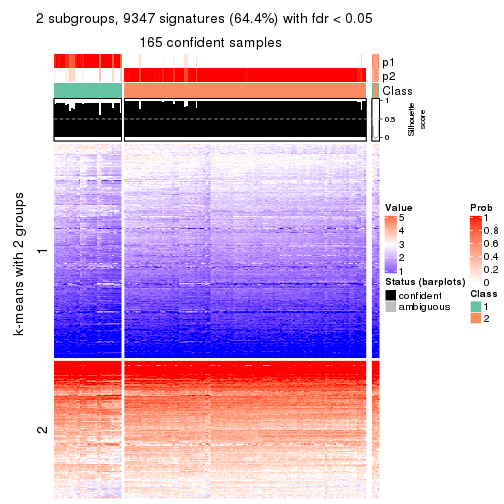 2 subgroups, 9347 signatures (64.4%) with fdr < 0.05
165 confident samples
p1
p2
Class
1
0.5
0
Silhouette
score
k-means with 2 groups
1
2
Value
5
4
3
2
1
Status (barplots)
confident
ambiguous
Prob
1
0.8
0.6
0.4
0.2
0
Class
1
2